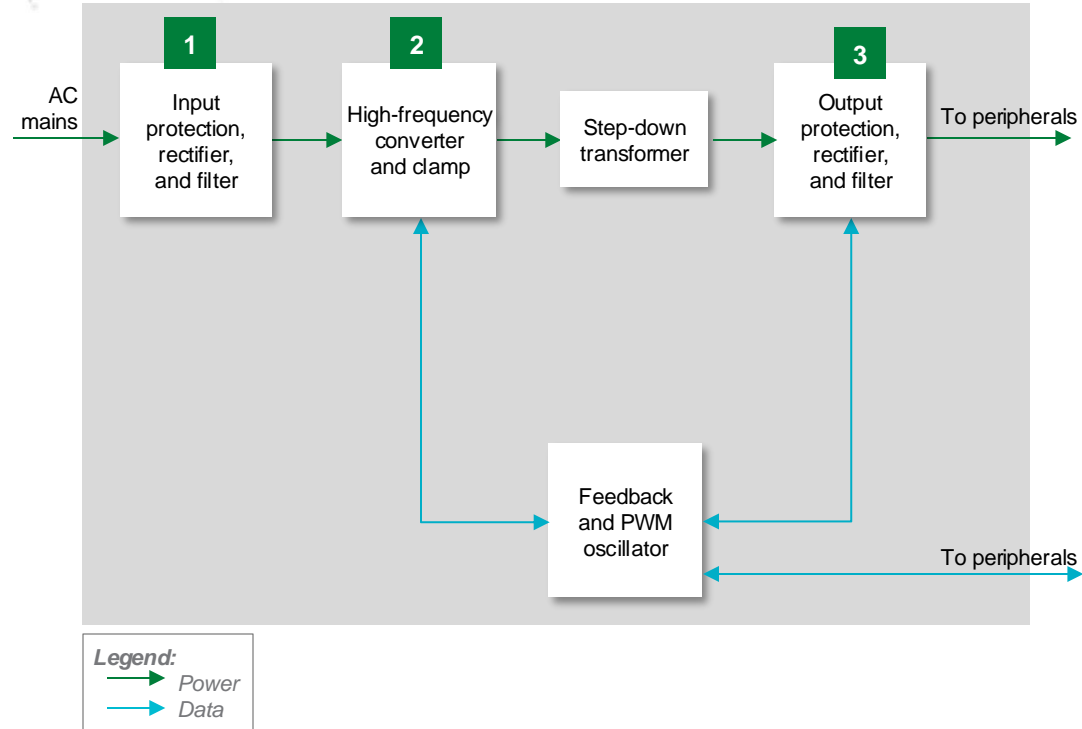 1
2
3
AC
mains
Input
protection,
rectifier,
and filter
High-frequency
converter
and clamp
Step-down
transformer
Output
protection,
rectifier,
and filter
To peripherals
Feedback
and PWM
oscillator
To peripherals
Legend:
Power
Data